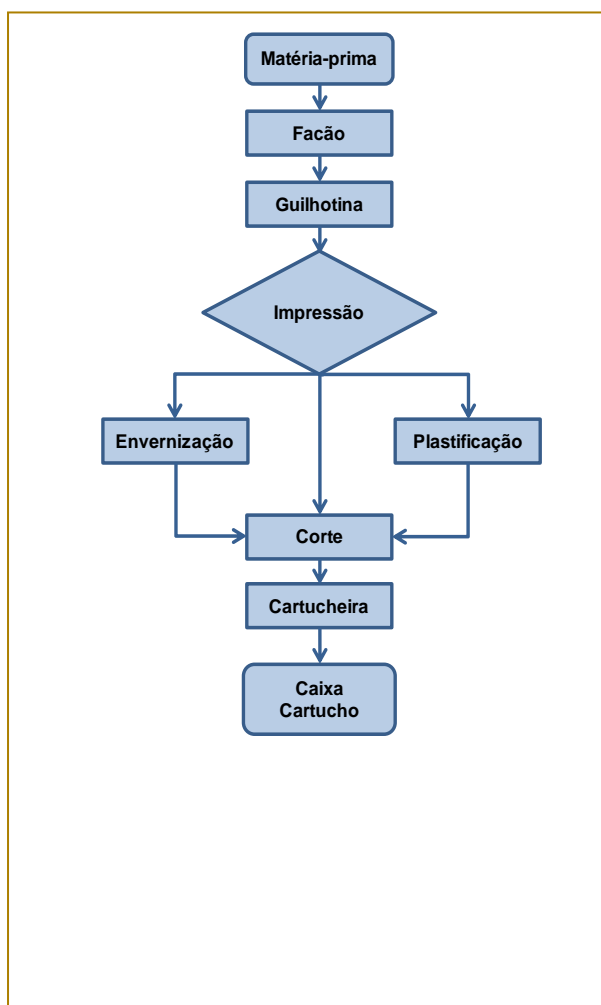 Matéria-prima
Facão
Guilhotina
Impressão
Envernização
Plastificação
Corte
Cartucheira
Caixa
Cartucho